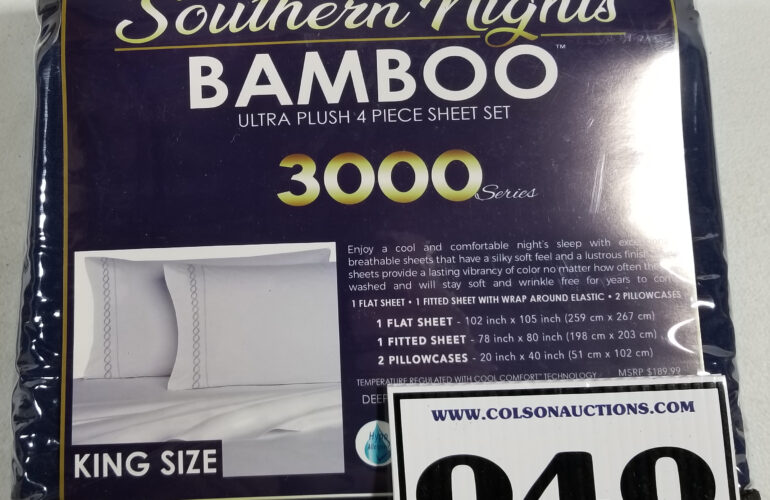 Southern Nights
BAMBOO™
ULTRA PLUSH 4 PIECE SHEET SET
3000 Series
Enjoy a cool and comfortable night's sleep with
breathable sheets that have a silky soft feel and a lustrous finish
sheets provide a lasting vibrancy of color no matter how often
washed and will stay soft and wrinkle free for years to
1 FLAT SHEET • 1 FITTED SHEET WITH WRAP AROUND ELASTIC • 2 PILLOWCASES
1 FLAT SHEET - 102 inch x 105 inch (259 cm x 267 cm)
1 FITTED SHEET - 78 inch x 80 inch (198 cm x 203 cm)
2 PILLOWCASES - 20 inch x 40 inch (51 cm x 102 cm)
TEMPERATURE REGULATED WITH COOL COMFORT™ TECHNOLOGY
MSRP $189.99
DEEP
KING SIZE
WWW.COLSONAUCTIONS.COM